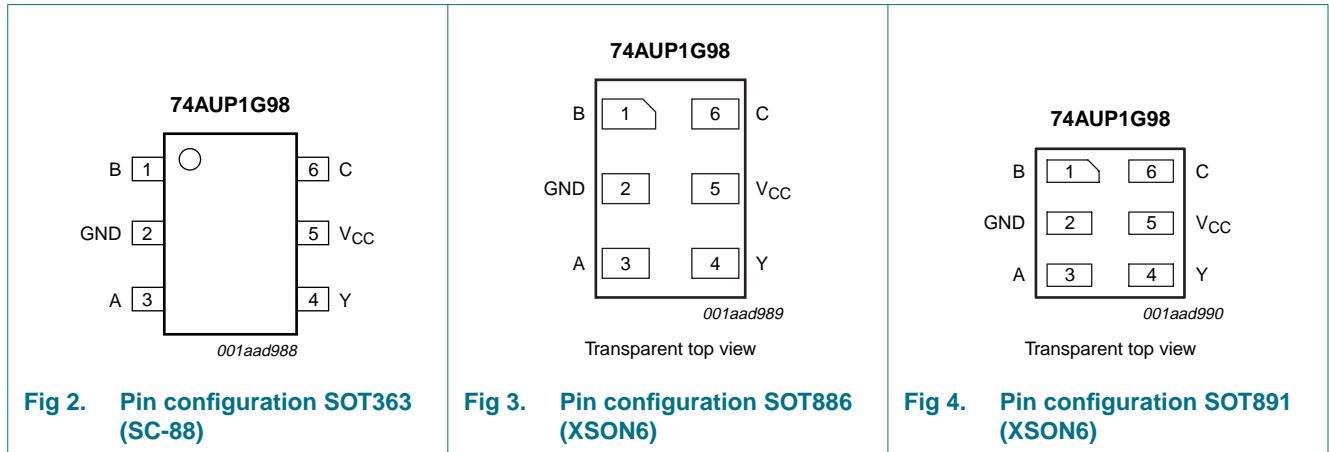 74AUP1G98
B 1 6 C
GND 2 5 VCC
A 3 4 Y
001aad988
Fig 2. Pin configuration SOT363
(SC-88)
74AUP1G98
B 1 6 C
GND 2 5 VCC
A 3 4 Y
001aad989
Transparent top view
Fig 3. Pin configuration SOT886
(XSON6)
74AUP1G98
B 1 6 C
GND 2 5 VCC
A 3 4 Y
001aad990
Transparent top view
Fig 4. Pin configuration SOT891
(XSON6)